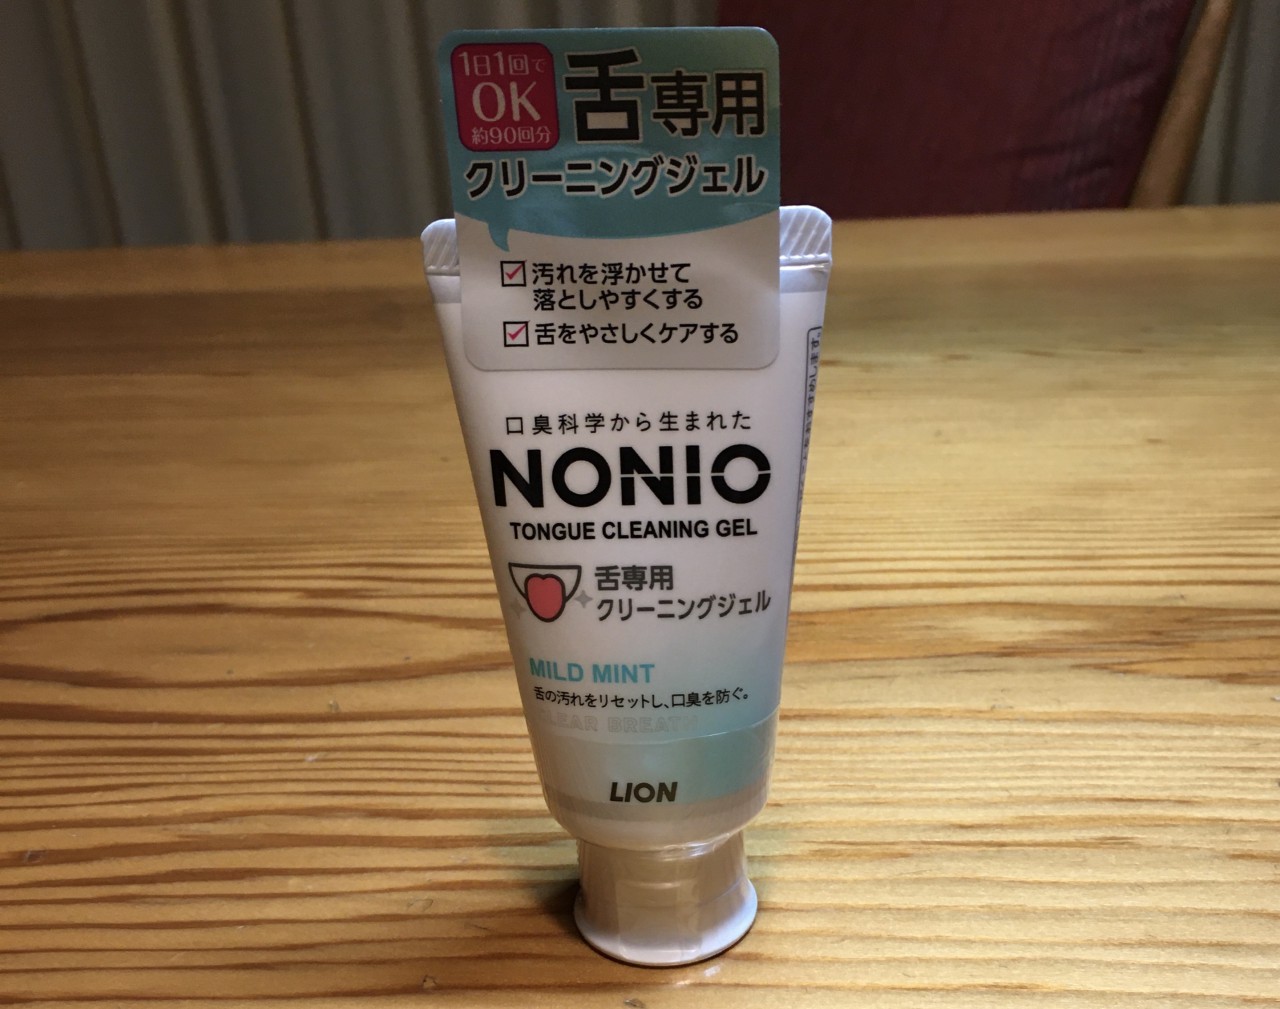 1日1回で
OK
約90回分
舌専用
クリーニングジェル
汚れを浮かせて
落としやすくする
舌をやさしくケアする
口臭科学から生まれた
NONIO
TONGUE CLEANING GEL
舌専用
クリーニングジェル
MILD MINT
舌の汚れをリセットし、口臭を防ぐ。
CLEAR BREATH
LION